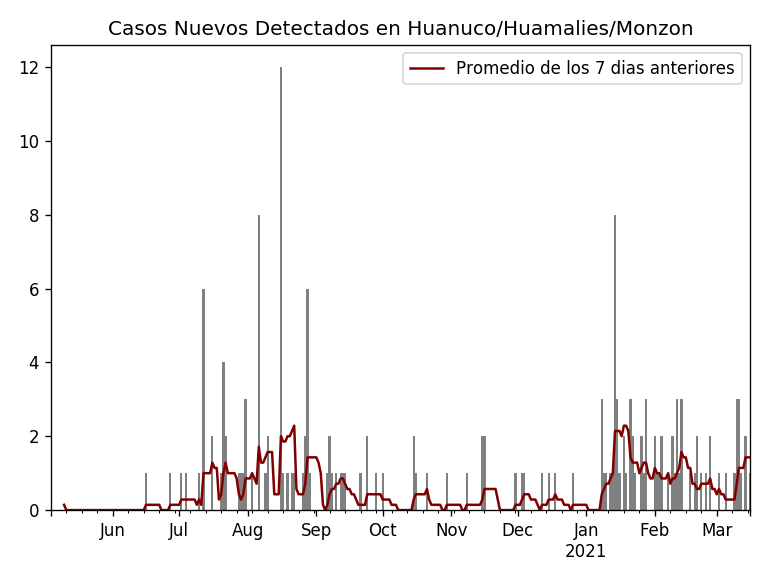 Casos Nuevos Detectados en Huanuco/Huamalies/Monzon
Promedio de los 7 dias anteriores
12
10
8
6
4
2
0
Jun Jul Aug Sep Oct Nov Dec Jan Feb Mar
2021